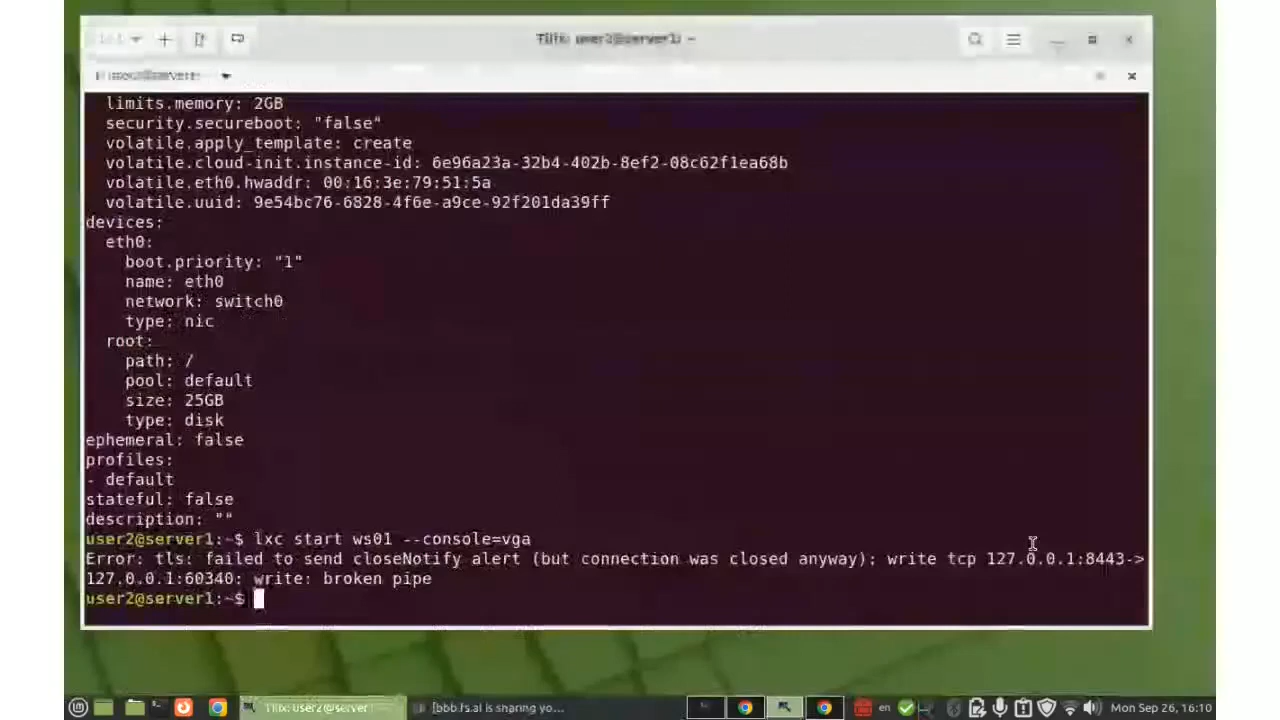 Tilix: user2@server1: ~
limits.memory: 2GB
security.secureboot: "false"
volatile.apply_template: create
volatile.cloud-init.instance-id: 6e96a23a-32b4-402b-8ef2-08c62f1ea68b
volatile.eth0.hwaddr: 00:16:3e:79:51:5a
volatile.uuid: 9e54bc76-6828-4f6e-a9ce-92f201da39ff
devices:
eth0:
boot.priority: "1"
name: eth0
network: switch0
type: nic
root:
path: /
pool: default
size: 25GB
type: disk
ephemeral: false
profiles:
- default
stateful: false
description: ""
user2@server1:~$ lxc start ws01 --console=vga
Error: tls: failed to send closeNotify alert (but connection was closed anyway): write tcp 127.0.0.1:8443->
127.0.0.1:60340: write: broken pipe
user2@server1:~$
Tilix: user2@server
[bbb.fs.al is sharing yo...
en
Mon Sep 26, 16:10